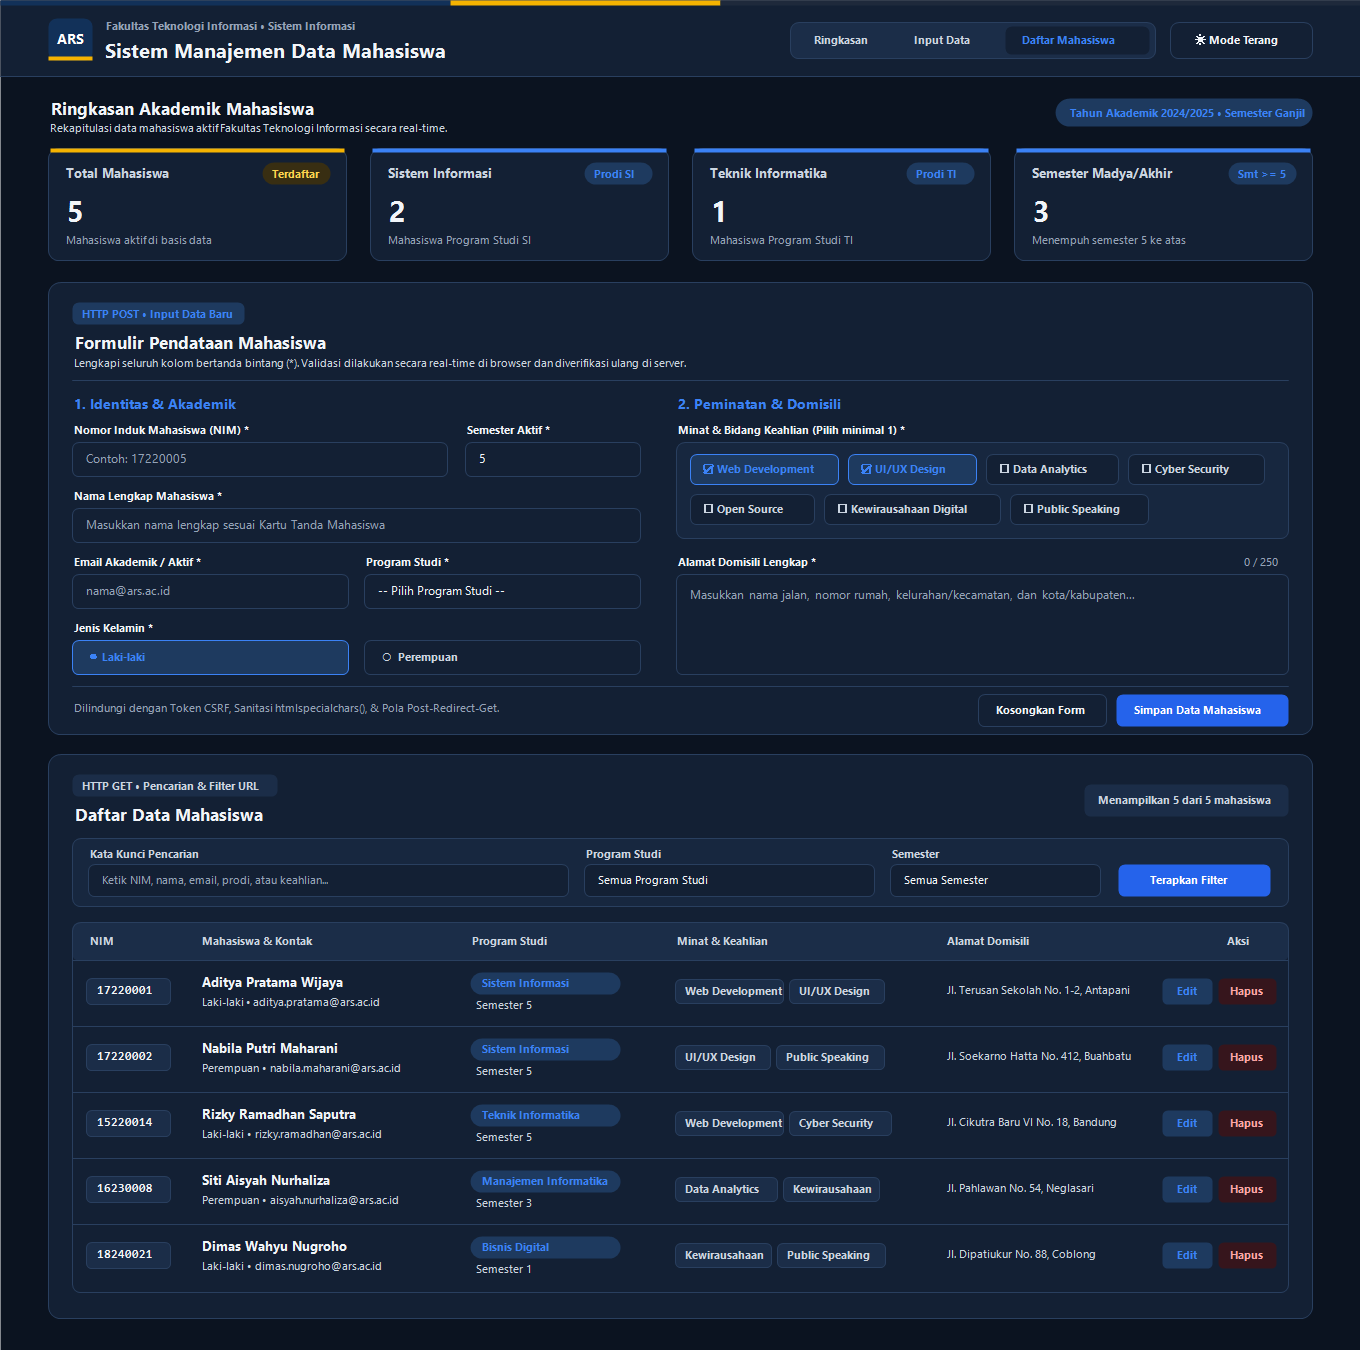 ARS
Fakultas Teknologi Informasi • Sistem Informasi
Sistem Manajemen Data Mahasiswa
Ringkasan
Input Data
Daftar Mahasiswa
☀ Mode Terang
Ringkasan Akademik Mahasiswa
Rekapitulasi data mahasiswa aktif Fakultas Teknologi Informasi secara real-time.
Tahun Akademik 2024/2025 • Semester Ganjil
Total Mahasiswa
Terdaftar
5
Mahasiswa aktif di basis data
Sistem Informasi
Prodi SI
2
Mahasiswa Program Studi SI
Teknik Informatika
Prodi TI
1
Mahasiswa Program Studi TI
Semester Madya/Akhir
Smt >= 5
3
Menempuh semester 5 ke atas
HTTP POST • Input Data Baru
Formulir Pendataan Mahasiswa
Lengkapi seluruh kolom bertanda bintang (*). Validasi dilakukan secara real-time di browser dan diverifikasi ulang di server.
1. Identitas & Akademik
Nomor Induk Mahasiswa (NIM) *
Semester Aktif *
Contoh: 17220005
5
Nama Lengkap Mahasiswa *
Masukkan nama lengkap sesuai Kartu Tanda Mahasiswa
Email Akademik / Aktif *
Program Studi *
nama@ars.ac.id
-- Pilih Program Studi --
Jenis Kelamin *
Laki-laki
Perempuan
2. Peminatan & Domisili
Minat & Bidang Keahlian (Pilih minimal 1) *
☑ Web Development
☑ UI/UX Design
☐ Data Analytics
☐ Cyber Security
☐ Open Source
☐ Kewirausahaan Digital
☐ Public Speaking
Alamat Domisili Lengkap *
0 / 250
Masukkan nama jalan, nomor rumah, kelurahan/kecamatan, dan kota/kabupaten...
Dilindungi dengan Token CSRF, Sanitasi htmlspecialchars(), & Pola Post-Redirect-Get.
Kosongkan Form
Simpan Data Mahasiswa
HTTP GET • Pencarian & Filter URL
Daftar Data Mahasiswa
Menampilkan 5 dari 5 mahasiswa
Kata Kunci Pencarian
Program Studi
Semester
Ketik NIM, nama, email, prodi, atau keahlian...
Semua Program Studi
Semua Semester
Terapkan Filter
NIM
Mahasiswa & Kontak
Program Studi
Minat & Keahlian
Alamat Domisili
Aksi
17220001
Aditya Pratama Wijaya
Laki-laki • aditya.pratama@ars.ac.id
Sistem Informasi
Semester 5
Web Development
UI/UX Design
Jl. Terusan Sekolah No. 1-2, Antapani
Edit
Hapus
17220002
Nabila Putri Maharani
Perempuan • nabila.maharani@ars.ac.id
Sistem Informasi
Semester 5
UI/UX Design
Public Speaking
Jl. Soekarno Hatta No. 412, Buahbatu
Edit
Hapus
15220014
Rizky Ramadhan Saputra
Laki-laki • rizky.ramadhan@ars.ac.id
Teknik Informatika
Semester 5
Web Development
Cyber Security
Jl. Cikutra Baru VI No. 18, Bandung
Edit
Hapus
16230008
Siti Aisyah Nurhaliza
Perempuan • aisyah.nurhaliza@ars.ac.id
Manajemen Informatika
Semester 3
Data Analytics
Kewirausahaan
Jl. Pahlawan No. 54, Neglasari
Edit
Hapus
18240021
Dimas Wahyu Nugroho
Laki-laki • dimas.nugroho@ars.ac.id
Bisnis Digital
Semester 1
Kewirausahaan
Public Speaking
Jl. Dipatiukur No. 88, Coblong
Edit
Hapus